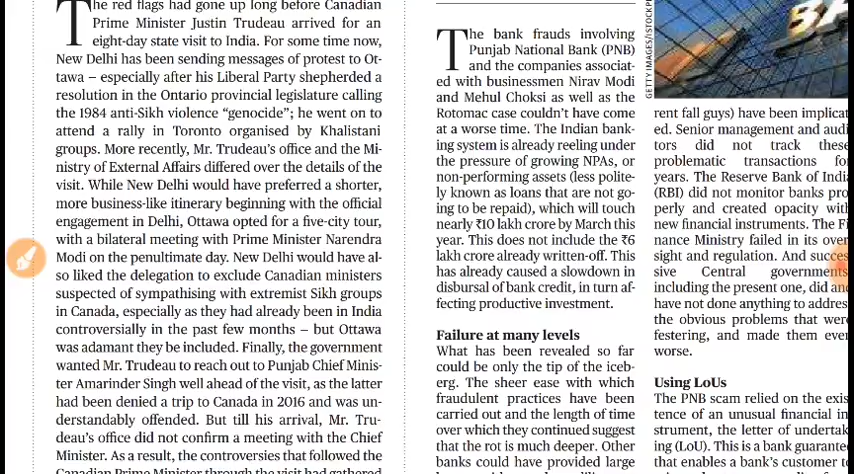 The red flags had gone up long before Canadian
Prime Minister Justin Trudeau arrived for an
eight-day state visit to India. For some time now,
New Delhi has been sending messages of protest to Ot-
tawa – especially after his Liberal Party shepherded a
resolution in the Ontario provincial legislature calling
the 1984 anti-Sikh violence “genocide”; he went on to
attend a rally in Toronto organised by Khalistani
groups. More recently, Mr. Trudeau’s office and the Mi-
nistry of External Affairs differed over the details of the
visit. While New Delhi would have preferred a shorter,
more business-like itinerary beginning with the official
engagement in Delhi, Ottawa opted for a five-city tour,
with a bilateral meeting with Prime Minister Narendra
Modi on the penultimate day. New Delhi would have al-
so liked the delegation to exclude Canadian ministers
suspected of sympathising with extremist Sikh groups
in Canada, especially as they had already been in India
controversially in the past few months – but Ottawa
was adamant they be included. Finally, the government
wanted Mr. Trudeau to reach out to Punjab Chief Minis-
ter Amarinder Singh well ahead of the visit, as the latter
had been denied a trip to Canada in 2016 and was un-
derstandably offended. But till his arrival, Mr. Tru-
deau’s office did not confirm a meeting with the Chief
Minister. As a result, the controversies that followed the
Canadian Prime Minister through the visit had gathered
The bank frauds involving
Punjab National Bank (PNB)
and the companies associat-
ed with businessmen Nirav Modi
and Mehul Choksi as well as the
Rotomac case couldn’t have come
at a worse time. The Indian bank-
ing system is already reeling under
the pressure of growing NPAs, or
non-performing assets (less polite-
ly known as loans that are not go-
ing to be repaid), which will touch
nearly ₹10 lakh crore by March this
year. This does not include the ₹6
lakh crore already written-off. This
has already caused a slowdown in
disbursal of bank credit, in turn af-
fecting productive investment.
Failure at many levels
What has been revealed so far
could be only the tip of the iceb-
erg. The sheer ease with which
fraudulent practices have been
carried out and the length of time
over which they continued suggest
that the rot is much deeper. Other
banks could have provided large
GETTY IMAGES/ISTOCKP
BA
rent fall guys) have been implicat
ed. Senior management and audi
tors did not track these
problematic transactions fo
years. The Reserve Bank of Indi
(RBI) did not monitor banks pro
perly and created opacity wit
new financial instruments. The Fi
nance Ministry failed in its over
sight and regulation. And succes
sive Central governments
including the present one, did an
have not done anything to addres
the obvious problems that wer
festering, and made them eve
worse.
Using LoUs
The PNB scam relied on the exis
tence of an unusual financial in
strument, the letter of undertak
ing (LoU). This is a bank guarante
that enables a bank’s customer t